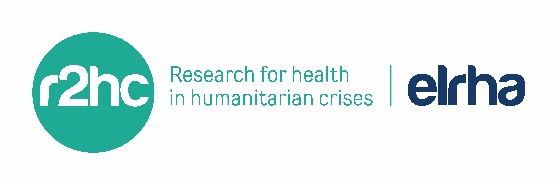 r2hc
Research for health
in humanitarian crises
elrha